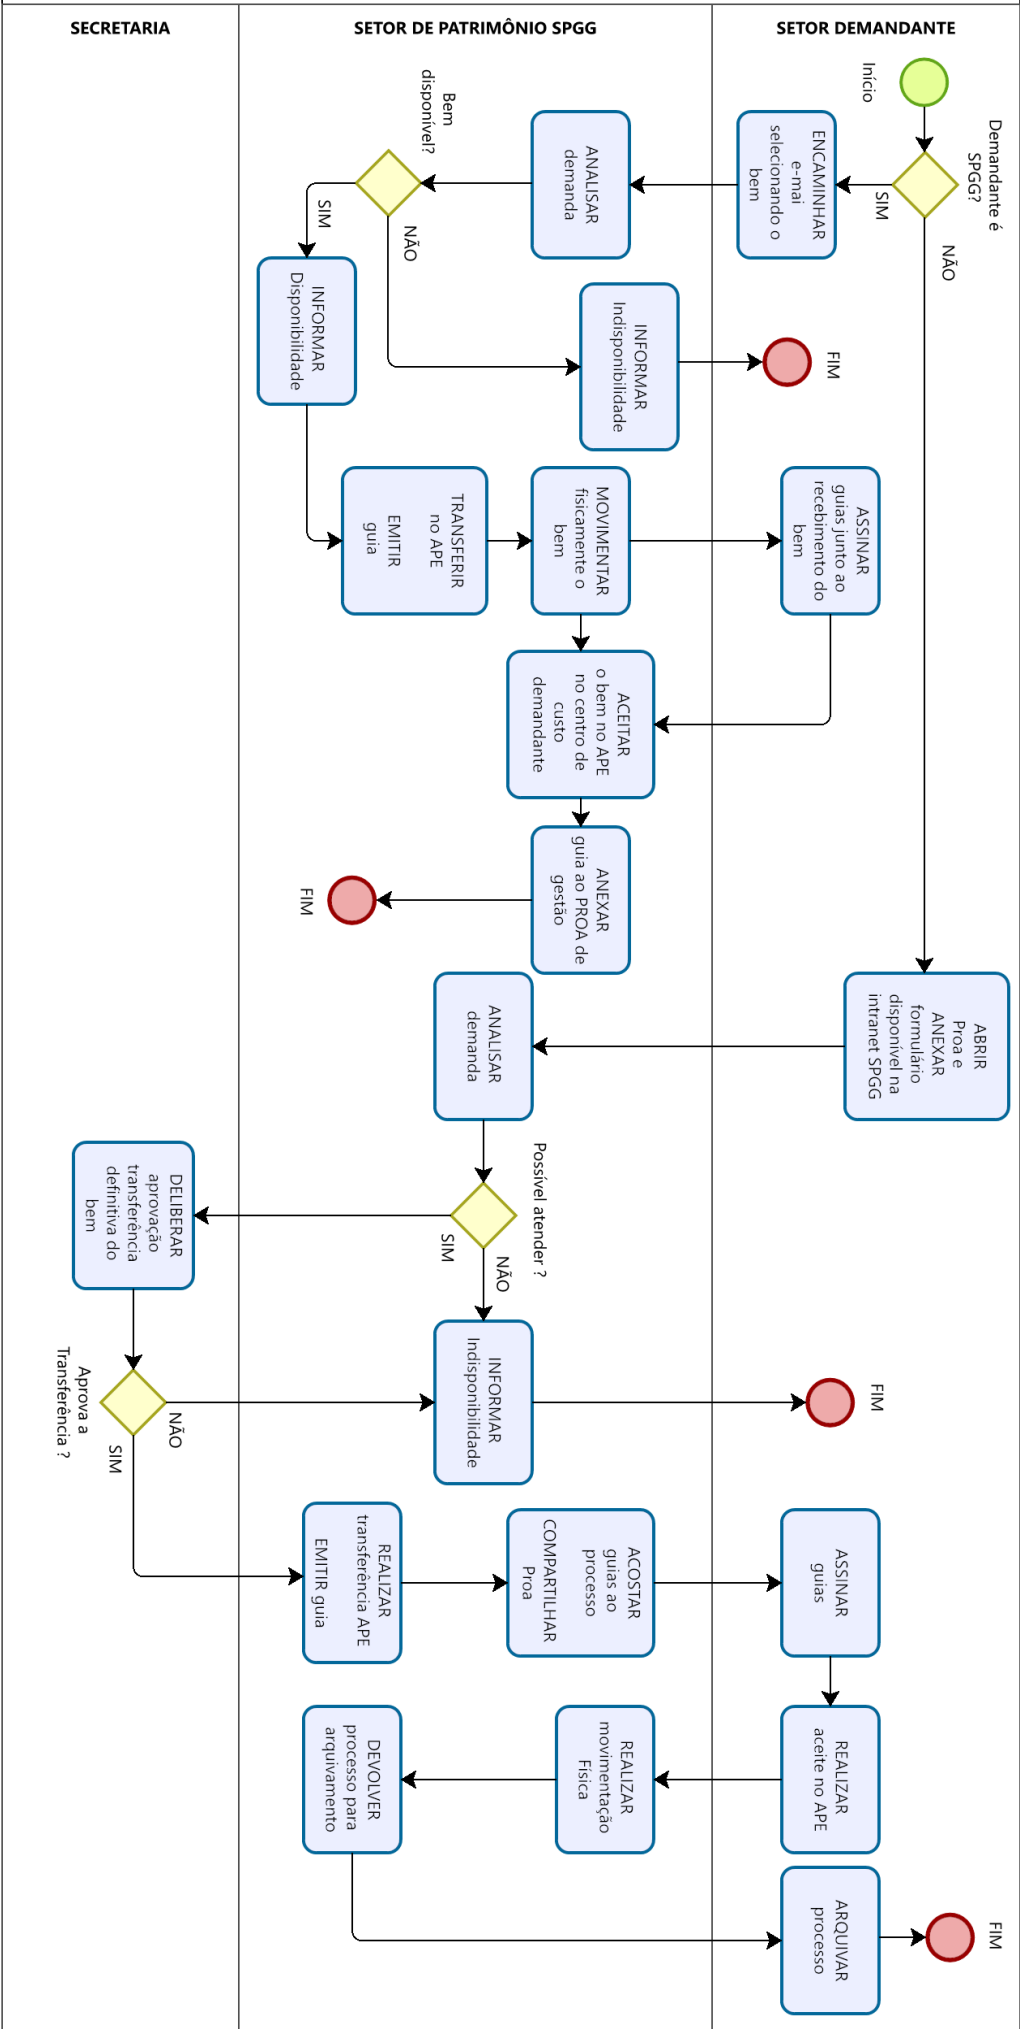 SECRETARIA
SETOR DE PATRIMÔNIO SPGG
SETOR DEMANDANTE
Início
Demandante é
SPGG?
SIM
NÃO
ENCAMINHAR
e-mai
selecionando o
bem
ANALISAR
demanda
Bem
disponível?
SIM
NÃO
INFORMAR
Disponibilidade
INFORMAR
Indisponibilidade
FIM
TRANSFERIR
no APE
EMITIR
guia
MOVIMENTAR
fisicamente o
bem
ASSINAR
guias junto ao
recebimento do
bem
ACEITAR
o bem no APE
no centro de
custo
demandante
ANEXAR
guia ao PROA de
gestão
FIM
ABRIR
Proa e
ANEXAR
formulário
disponível na
intranet SPGG
ANALISAR
demanda
Possível atender ?
SIM
NÃO
DELIBERAR
aprovação
transferência
definitiva do
bem
INFORMAR
Indisponibilidade
FIM
Aprova a
Transferência ?
NÃO
SIM
REALIZAR
transferência APE
EMITIR guia
ACOSTAR
guias ao
processo
COMPARTILHAR
Proa
ASSINAR
guias
REALIZAR
aceite no APE
REALIZAR
movimentação
Física
DEVOLVER
processo para
arquivamento
ARQUIVAR
processo
FIM